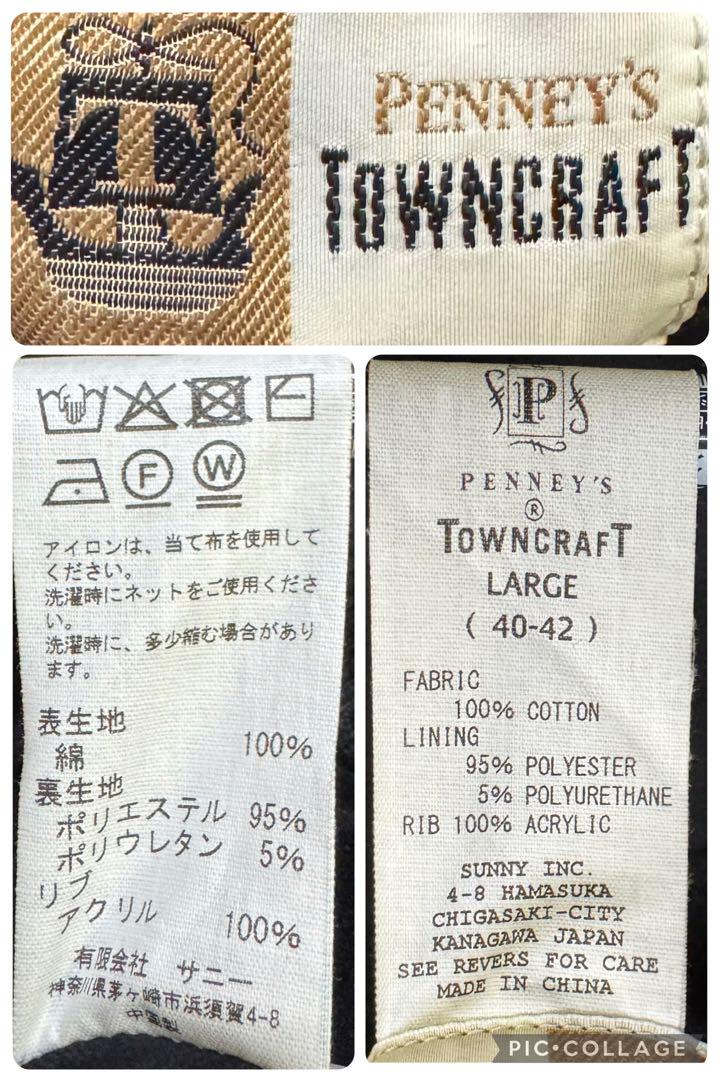 PENNEY'S
TOWNCRAFT
F
W
アイロンは、当て布を使用して
ください。
洗濯時にネットをご使用くださ
い。
洗濯時に、多少縮む場合があり
ます。
表生地
綿 100%
裏生地
ポリエステル 95%
ポリウレタン 5%
リブ
アクリル 100%
有限会社 サニー
神奈川県茅ヶ崎市浜須賀4-8
中国製
P
PENNEY'S
®
TOWNCRAFT
LARGE
( 40-42 )
FABRIC
100% COTTON
LINING
95% POLYESTER
5% POLYURETHANE
RIB 100% ACRYLIC
SUNNY INC.
4-8 HAMASUKA
CHIGASAKI-CITY
KANAGAWA JAPAN
SEE REVERS FOR CARE
MADE IN CHINA
PIC•COLLAGE